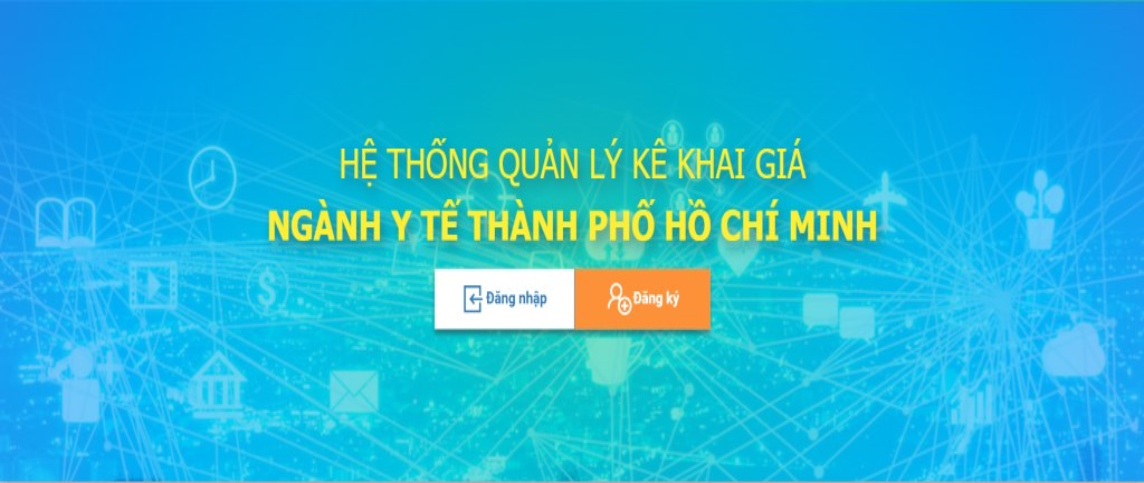 HỆ THỐNG QUẢN LÝ KÊ KHAI GIÁ
NGÀNH Y TẾ THÀNH PHỐ HỒ CHÍ MINH
Đăng nhập
Đăng ký